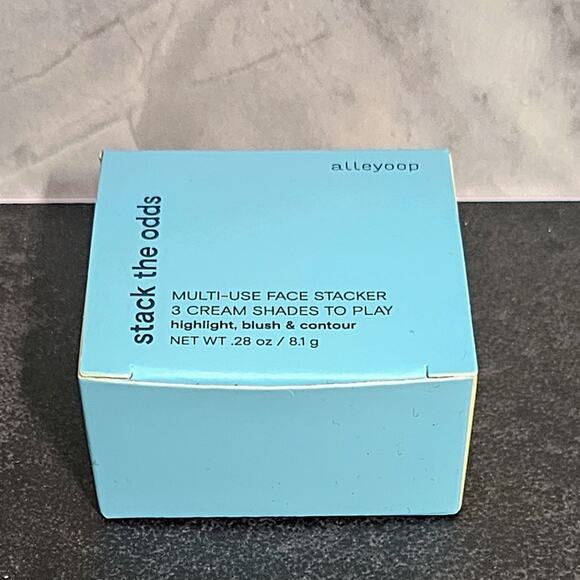 alleyoop
stack the odds
MULTI-USE FACE STACKER
3 CREAM SHADES TO PLAY
highlight, blush & contour
NET WT .28 oz / 8.1 g